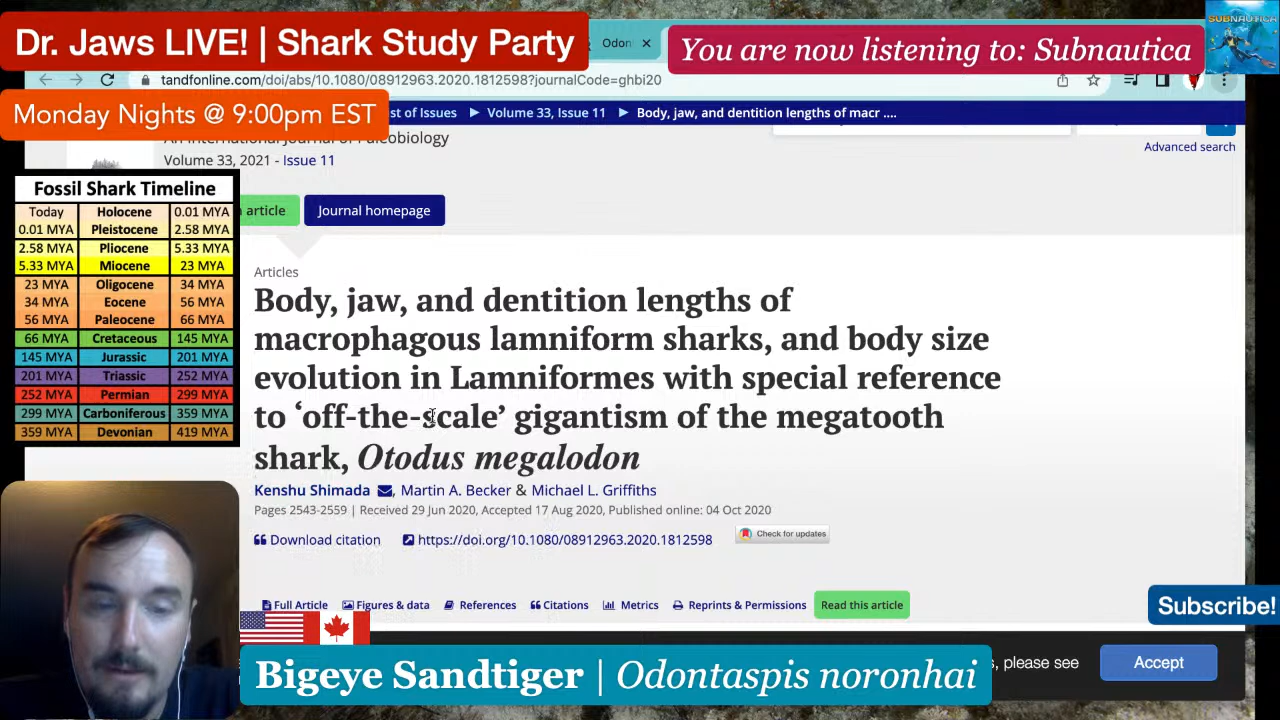 Dr. Jaws LIVE! | Shark Study Party
Odon
You are now listening to: Subnautica
SUBNAUTICA
tandfonline.com/doi/abs/10.1080/08912963.2020.1812598?journalCode=ghbi20
Monday Nights @ 9:00pm EST
st of Issues ▶ Volume 33, Issue 11 ▶ Body, jaw, and dentition lengths of macr ....
An International Journal of Paleobiology
Advanced search
Volume 33, 2021 - Issue 11
Fossil Shark Timeline
Today Holocene 0.01 MYA
0.01 MYA Pleistocene 2.58 MYA
2.58 MYA Pliocene 5.33 MYA
5.33 MYA Miocene 23 MYA
23 MYA Oligocene 34 MYA
34 MYA Eocene 56 MYA
56 MYA Paleocene 66 MYA
66 MYA Cretaceous 145 MYA
145 MYA Jurassic 201 MYA
201 MYA Triassic 252 MYA
252 MYA Permian 299 MYA
299 MYA Carboniferous 359 MYA
359 MYA Devonian 419 MYA
article
Journal homepage
Articles
Body, jaw, and dentition lengths of
macrophagous lamniform sharks, and body size
evolution in Lamniformes with special reference
to ‘off-the-scale’ gigantism of the megatooth
shark, Otodus megalodon
Kenshu Shimada, Martin A. Becker & Michael L. Griffiths
Pages 2543-2559 | Received 29 Jun 2020, Accepted 17 Aug 2020, Published online: 04 Oct 2020
Download citation https://doi.org/10.1080/08912963.2020.1812598
Check for updates
Full Article Figures & data References Citations Metrics Reprints & Permissions Read this article
Subscribe!
s, please see
Accept
Bigeye Sandtiger | Odontaspis noronhai